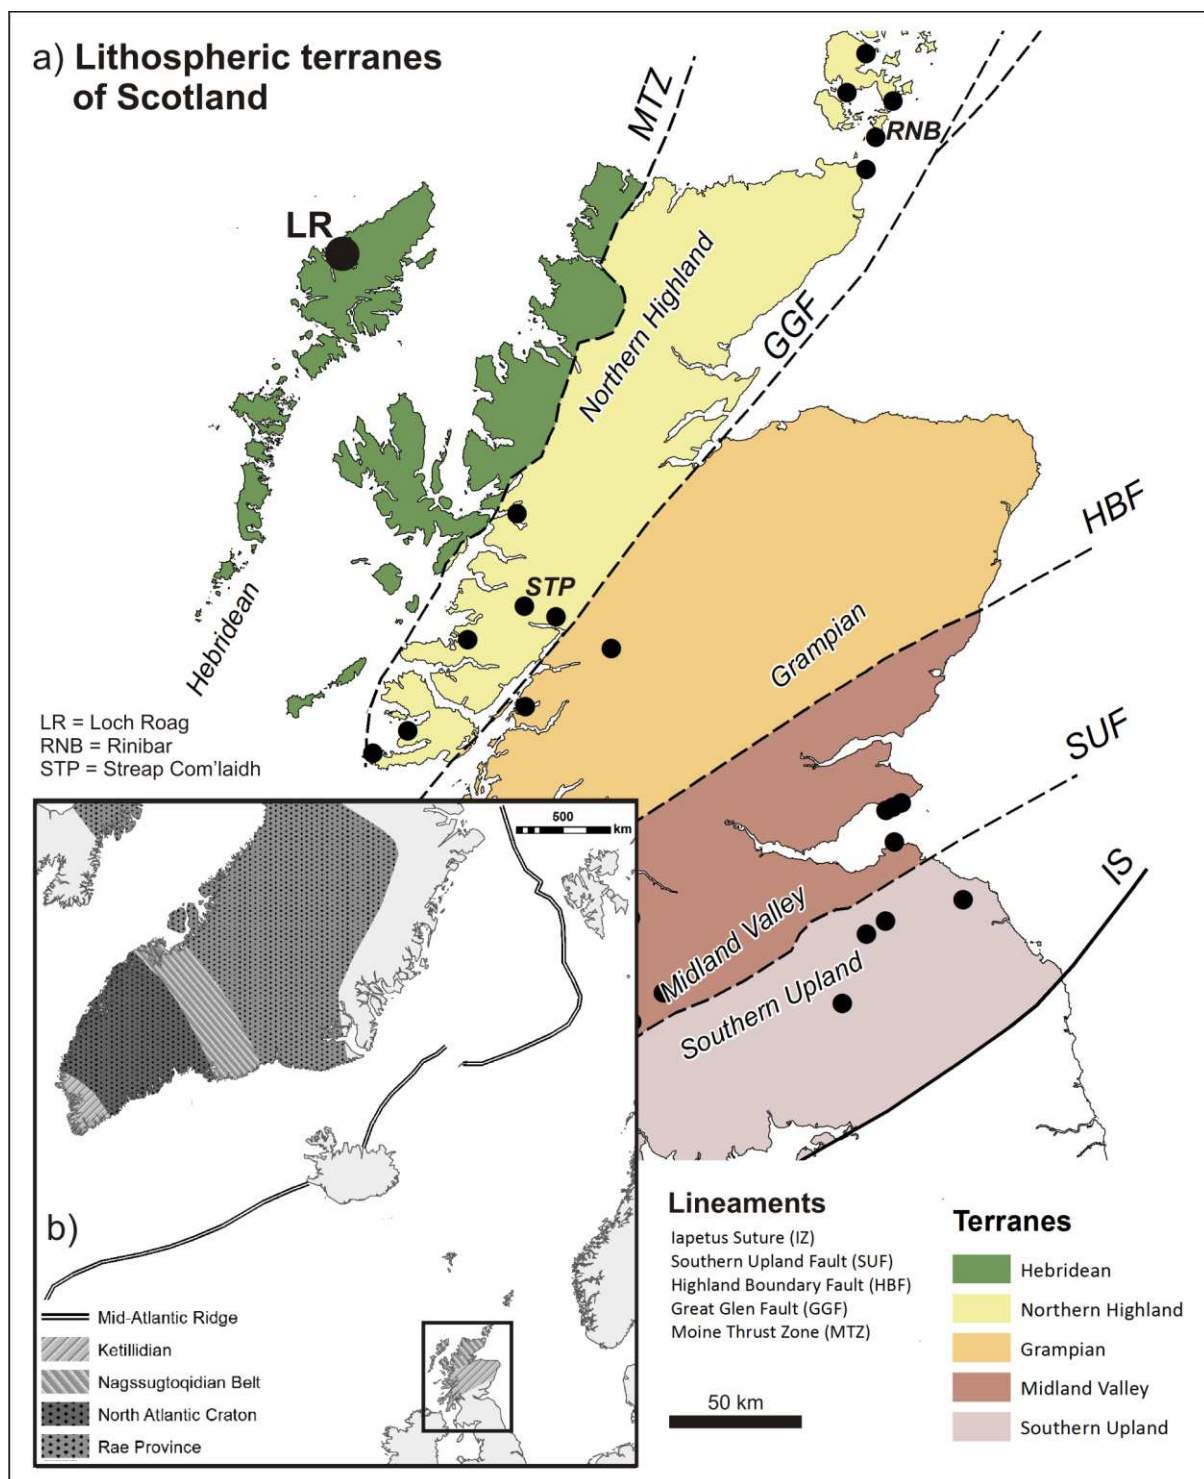 a) Lithospheric terranes
of Scotland
MTZ
RNB
LR
Northern Highland
GGF
HBF
STP
Hebridean
Grampian
SUF
LR = Loch Roag
RNB = Rinibar
STP = Streap Com'laidh
IS
Midland Valley
Southern Upland
500
km
b)
Mid-Atlantic Ridge
Ketillidian
Nagssugtoqidian Belt
North Atlantic Craton
Rae Province
Lineaments
Iapetus Suture (IZ)
Southern Upland Fault (SUF)
Highland Boundary Fault (HBF)
Great Glen Fault (GGF)
Moine Thrust Zone (MTZ)
50 km
Terranes
Hebridean
Northern Highland
Grampian
Midland Valley
Southern Upland